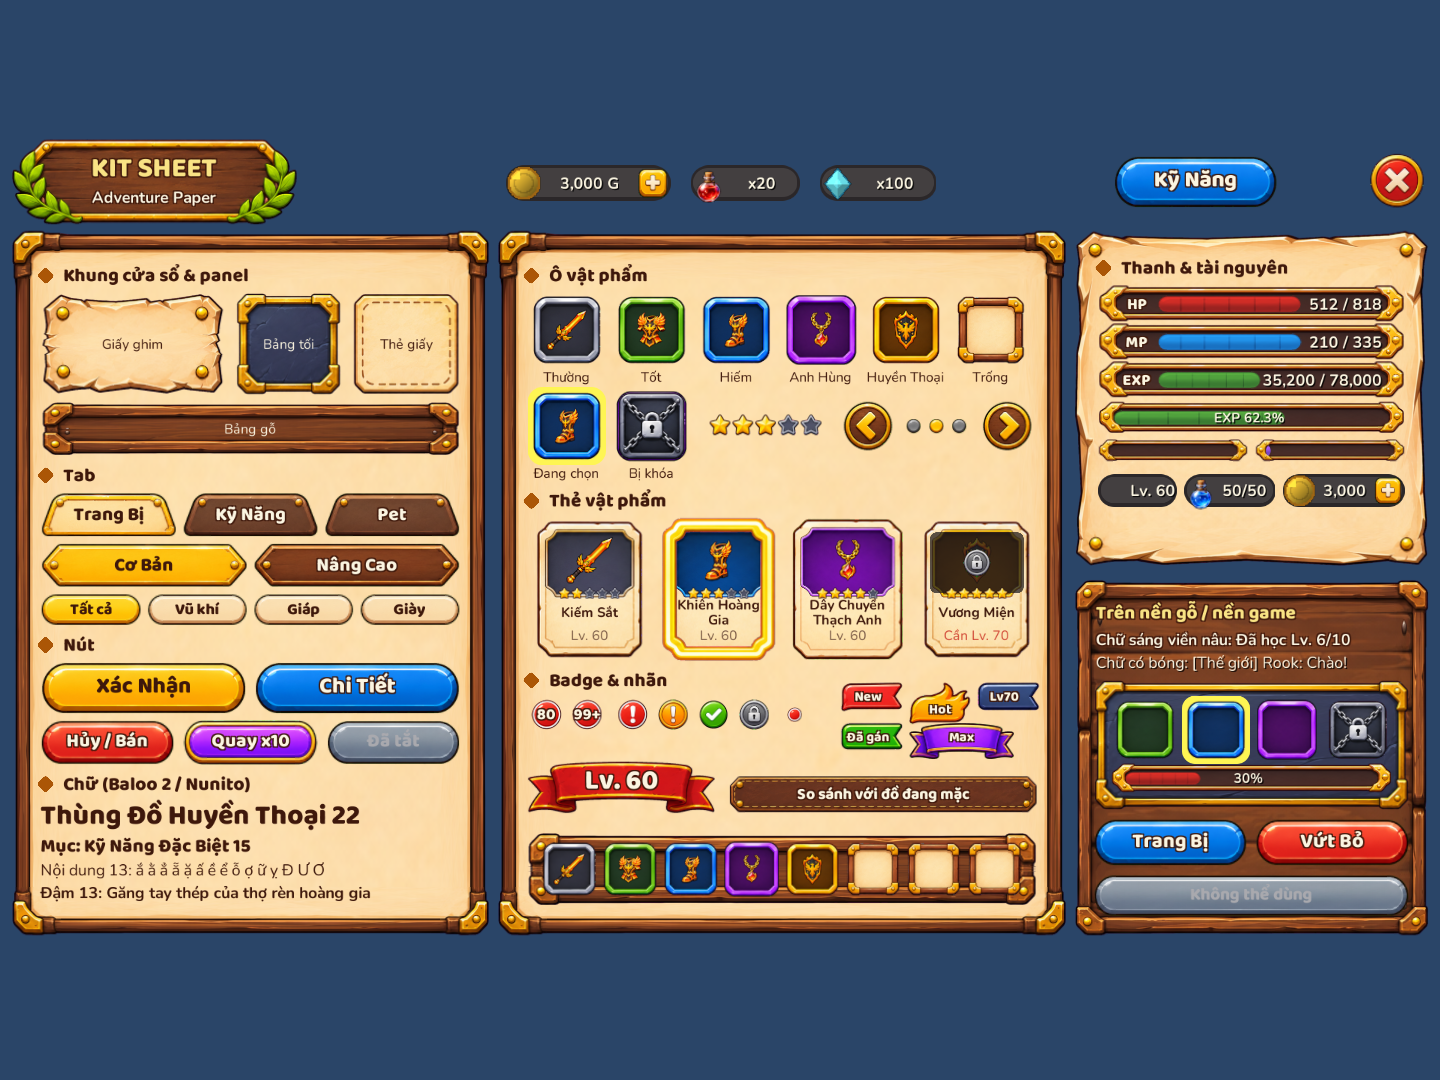 KIT SHEET
Adventure Paper
3,000 G
x20
x100
Kỹ Năng
Khung cửa sổ & panel
Giấy ghim
Bảng tối
Thẻ giấy
Bảng gỗ
Tab
Trang Bị
Kỹ Năng
Pet
Cơ Bản
Nâng Cao
Tất cả
Vũ khí
Giáp
Giày
Nút
Xác Nhận
Chi Tiết
Hủy / Bán
Quay x10
Đã tắt
Chữ (Baloo 2 / Nunito)
Thùng Đồ Huyền Thoại 22
Mục: Kỹ Năng Đặc Biệt 15
Nội dung 13: ắ ằ ẳ ẵ ặ ấ ề ể ỗ ợ ữ ỵ Đ Ư Ơ
Đậm 13: Găng tay thép của thợ rèn hoàng gia
Ô vật phẩm
Thường
Tốt
Hiếm
Anh Hùng
Huyền Thoại
Trống
Đang chọn
Bị khóa
Thẻ vật phẩm
Kiếm Sắt
Lv. 60
Khiên Hoàng
Gia
Lv. 60
Dây Chuyền
Thạch Anh
Lv. 60
Vương Miện
Cần Lv. 70
Badge & nhãn
80
99+
New
Hot
Lv70
Đã gán
Max
Lv. 60
So sánh với đồ đang mặc
Thanh & tài nguyên
HP
512 / 818
MP
210 / 335
EXP
35,200 / 78,000
EXP 62.3%
Lv. 60
50/50
3,000
Trên nền gỗ / nền game
Chữ sáng viền nâu: Đã học Lv. 6/10
Chữ có bóng: [Thế giới] Rook: Chào!
30%
Trang Bị
Vứt Bỏ
Không thể dùng